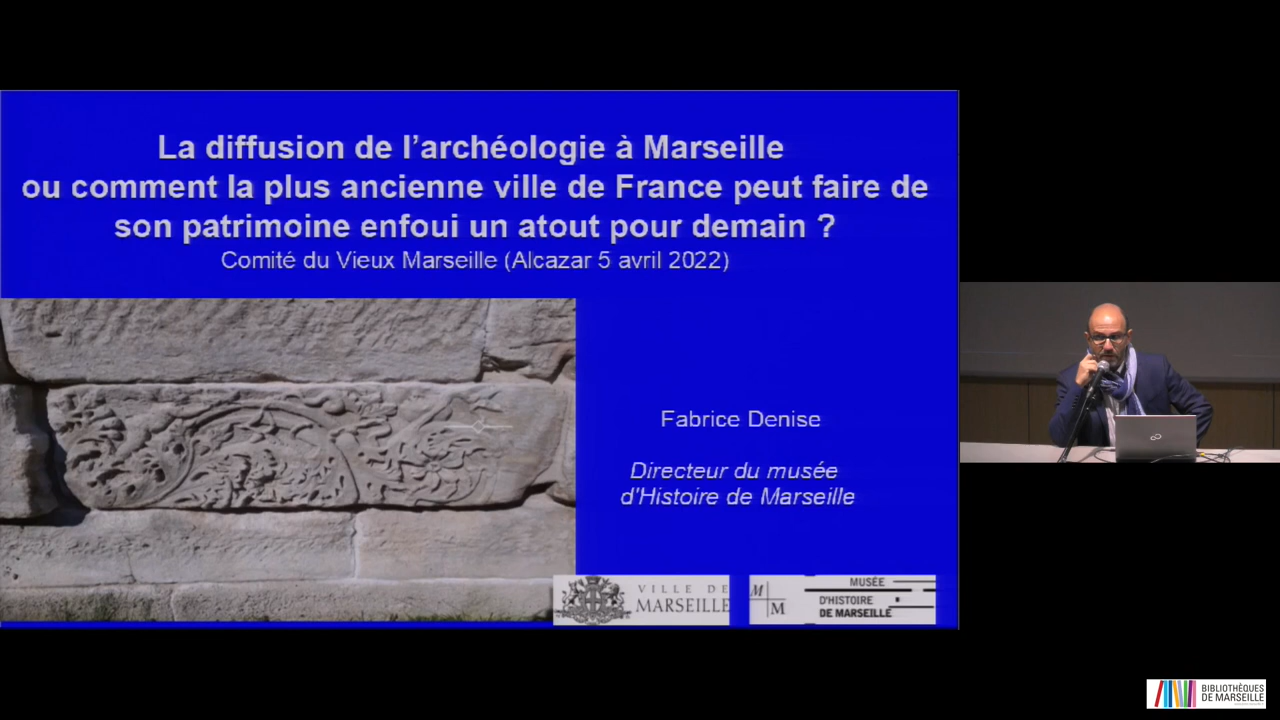 La diffusion de l’archéologie à Marseille
ou comment la plus ancienne ville de France peut faire de
son patrimoine enfoui un atout pour demain ?
Comité du Vieux Marseille (Alcazar 5 avril 2022)
Fabrice Denise
Directeur du musée
d'Histoire de Marseille
VILLE DE
MARSEILLE
M
M
MUSÉE
D'HISTOIRE
DE MARSEILLE
BIBLIOTHÈQUES
DE MARSEILLE